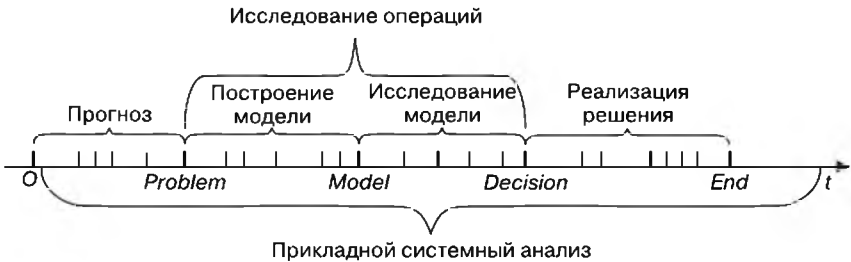 Исследование операций
Прогноз
Построение
модели
Исследование
модели
Реализация
решения
O Problem Model Decision End t
Прикладной системный анализ